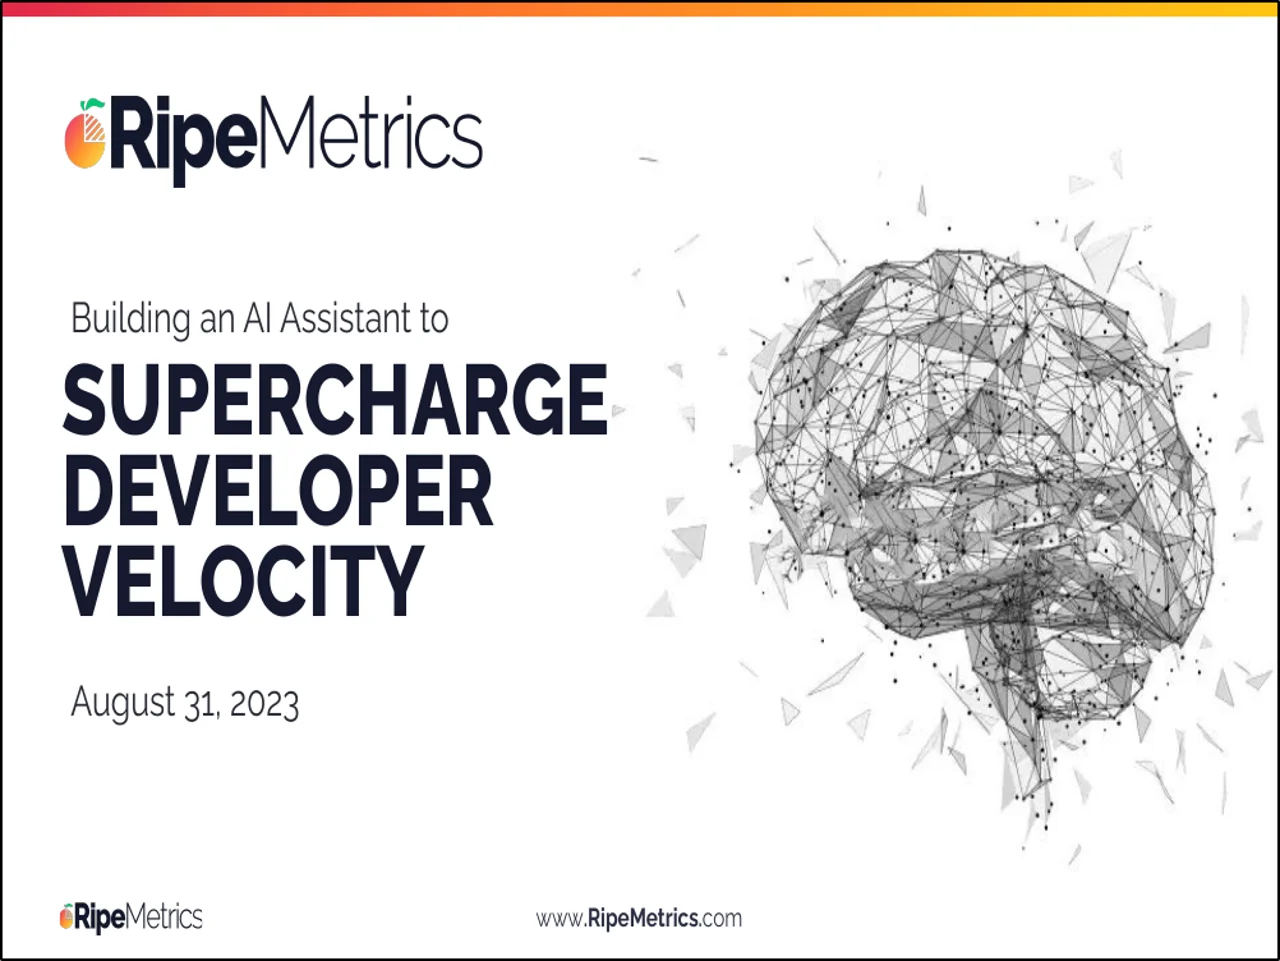 RipeMetrics
Building an AI Assistant to
SUPERCHARGE
DEVELOPER
VELOCITY
August 31, 2023
RipeMetrics
www.RipeMetrics.com